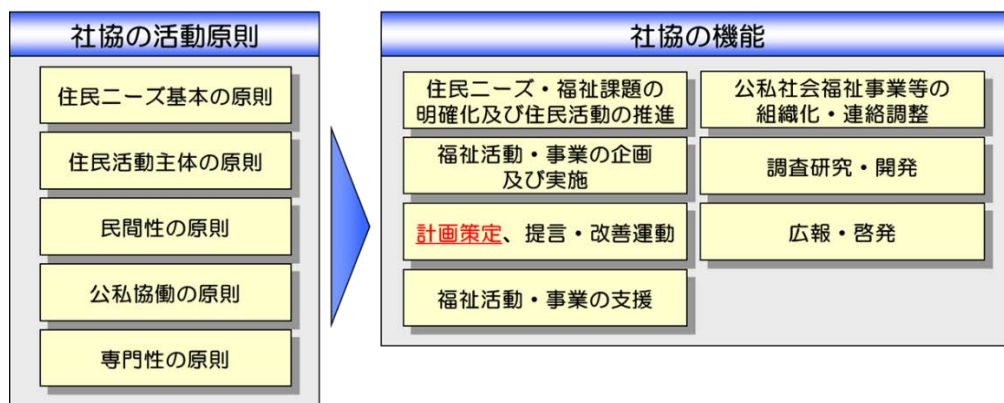 社協の活動原則
住民ニーズ基本の原則
住民活動主体の原則
民間性の原則
公私協働の原則
専門性の原則
社協の機能
住民ニーズ・福祉課題の
明確化及び住民活動の推進
公私社会福祉事業等の
組織化・連絡調整
福祉活動・事業の企画
及び実施
調査研究・開発
計画策定、提言・改善運動
広報・啓発
福祉活動・事業の支援